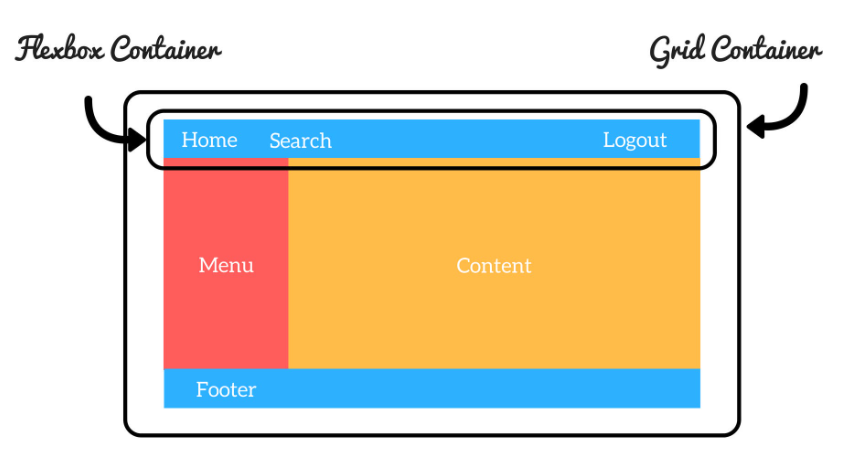 Flexbox Container
Grid Container
Home Search Logout
Menu
Content
Footer